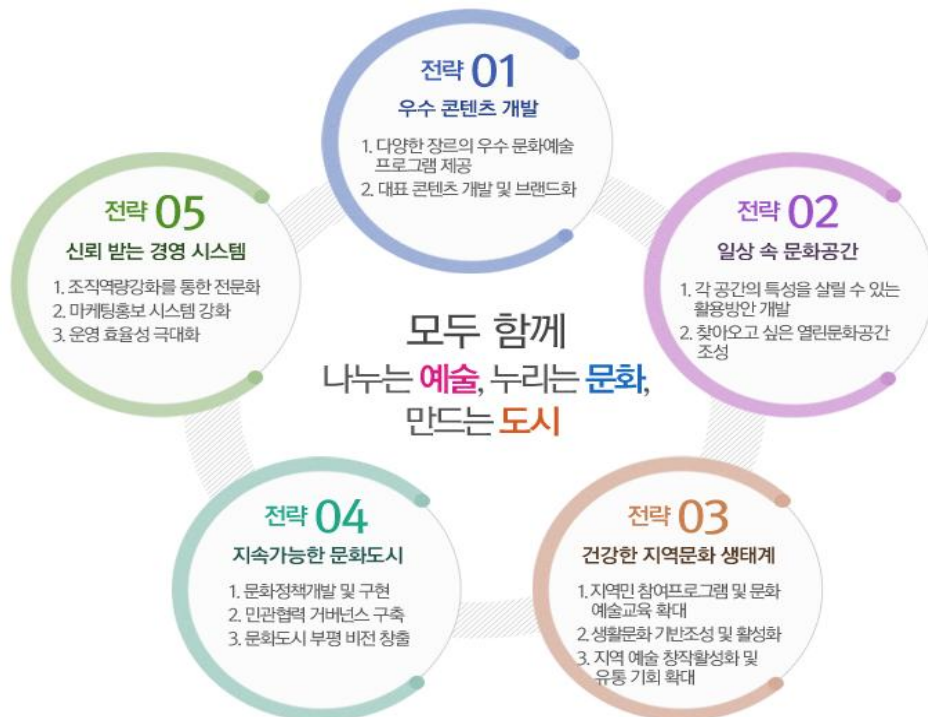 전략 01
우수 콘텐츠 개발
1. 다양한 장르의 우수 문화예술
프로그램 제공
2. 대표 콘텐츠 개발 및 브랜드화
전략 02
일상 속 문화공간
1. 각 공간의 특성을 살릴 수 있는
활용방안 개발
2. 찾아오고 싶은 열린문화공간
조성
전략 03
건강한 지역문화 생태계
1. 지역민 참여프로그램 및 문화
예술교육 확대
2. 생활문화 기반조성 및 활성화
3. 지역 예술 창작활성화 및
유통 기회 확대
전략 04
지속가능한 문화도시
1. 문화정책개발 및 구현
2. 민관협력 거버넌스 구축
3. 문화도시 부평 비전 창출
전략 05
신뢰 받는 경영 시스템
1. 조직역량강화를 통한 전문화
2. 마케팅홍보 시스템 강화
3. 운영 효율성 극대화
모두 함께
나누는 예술, 누리는 문화,
만드는 도시